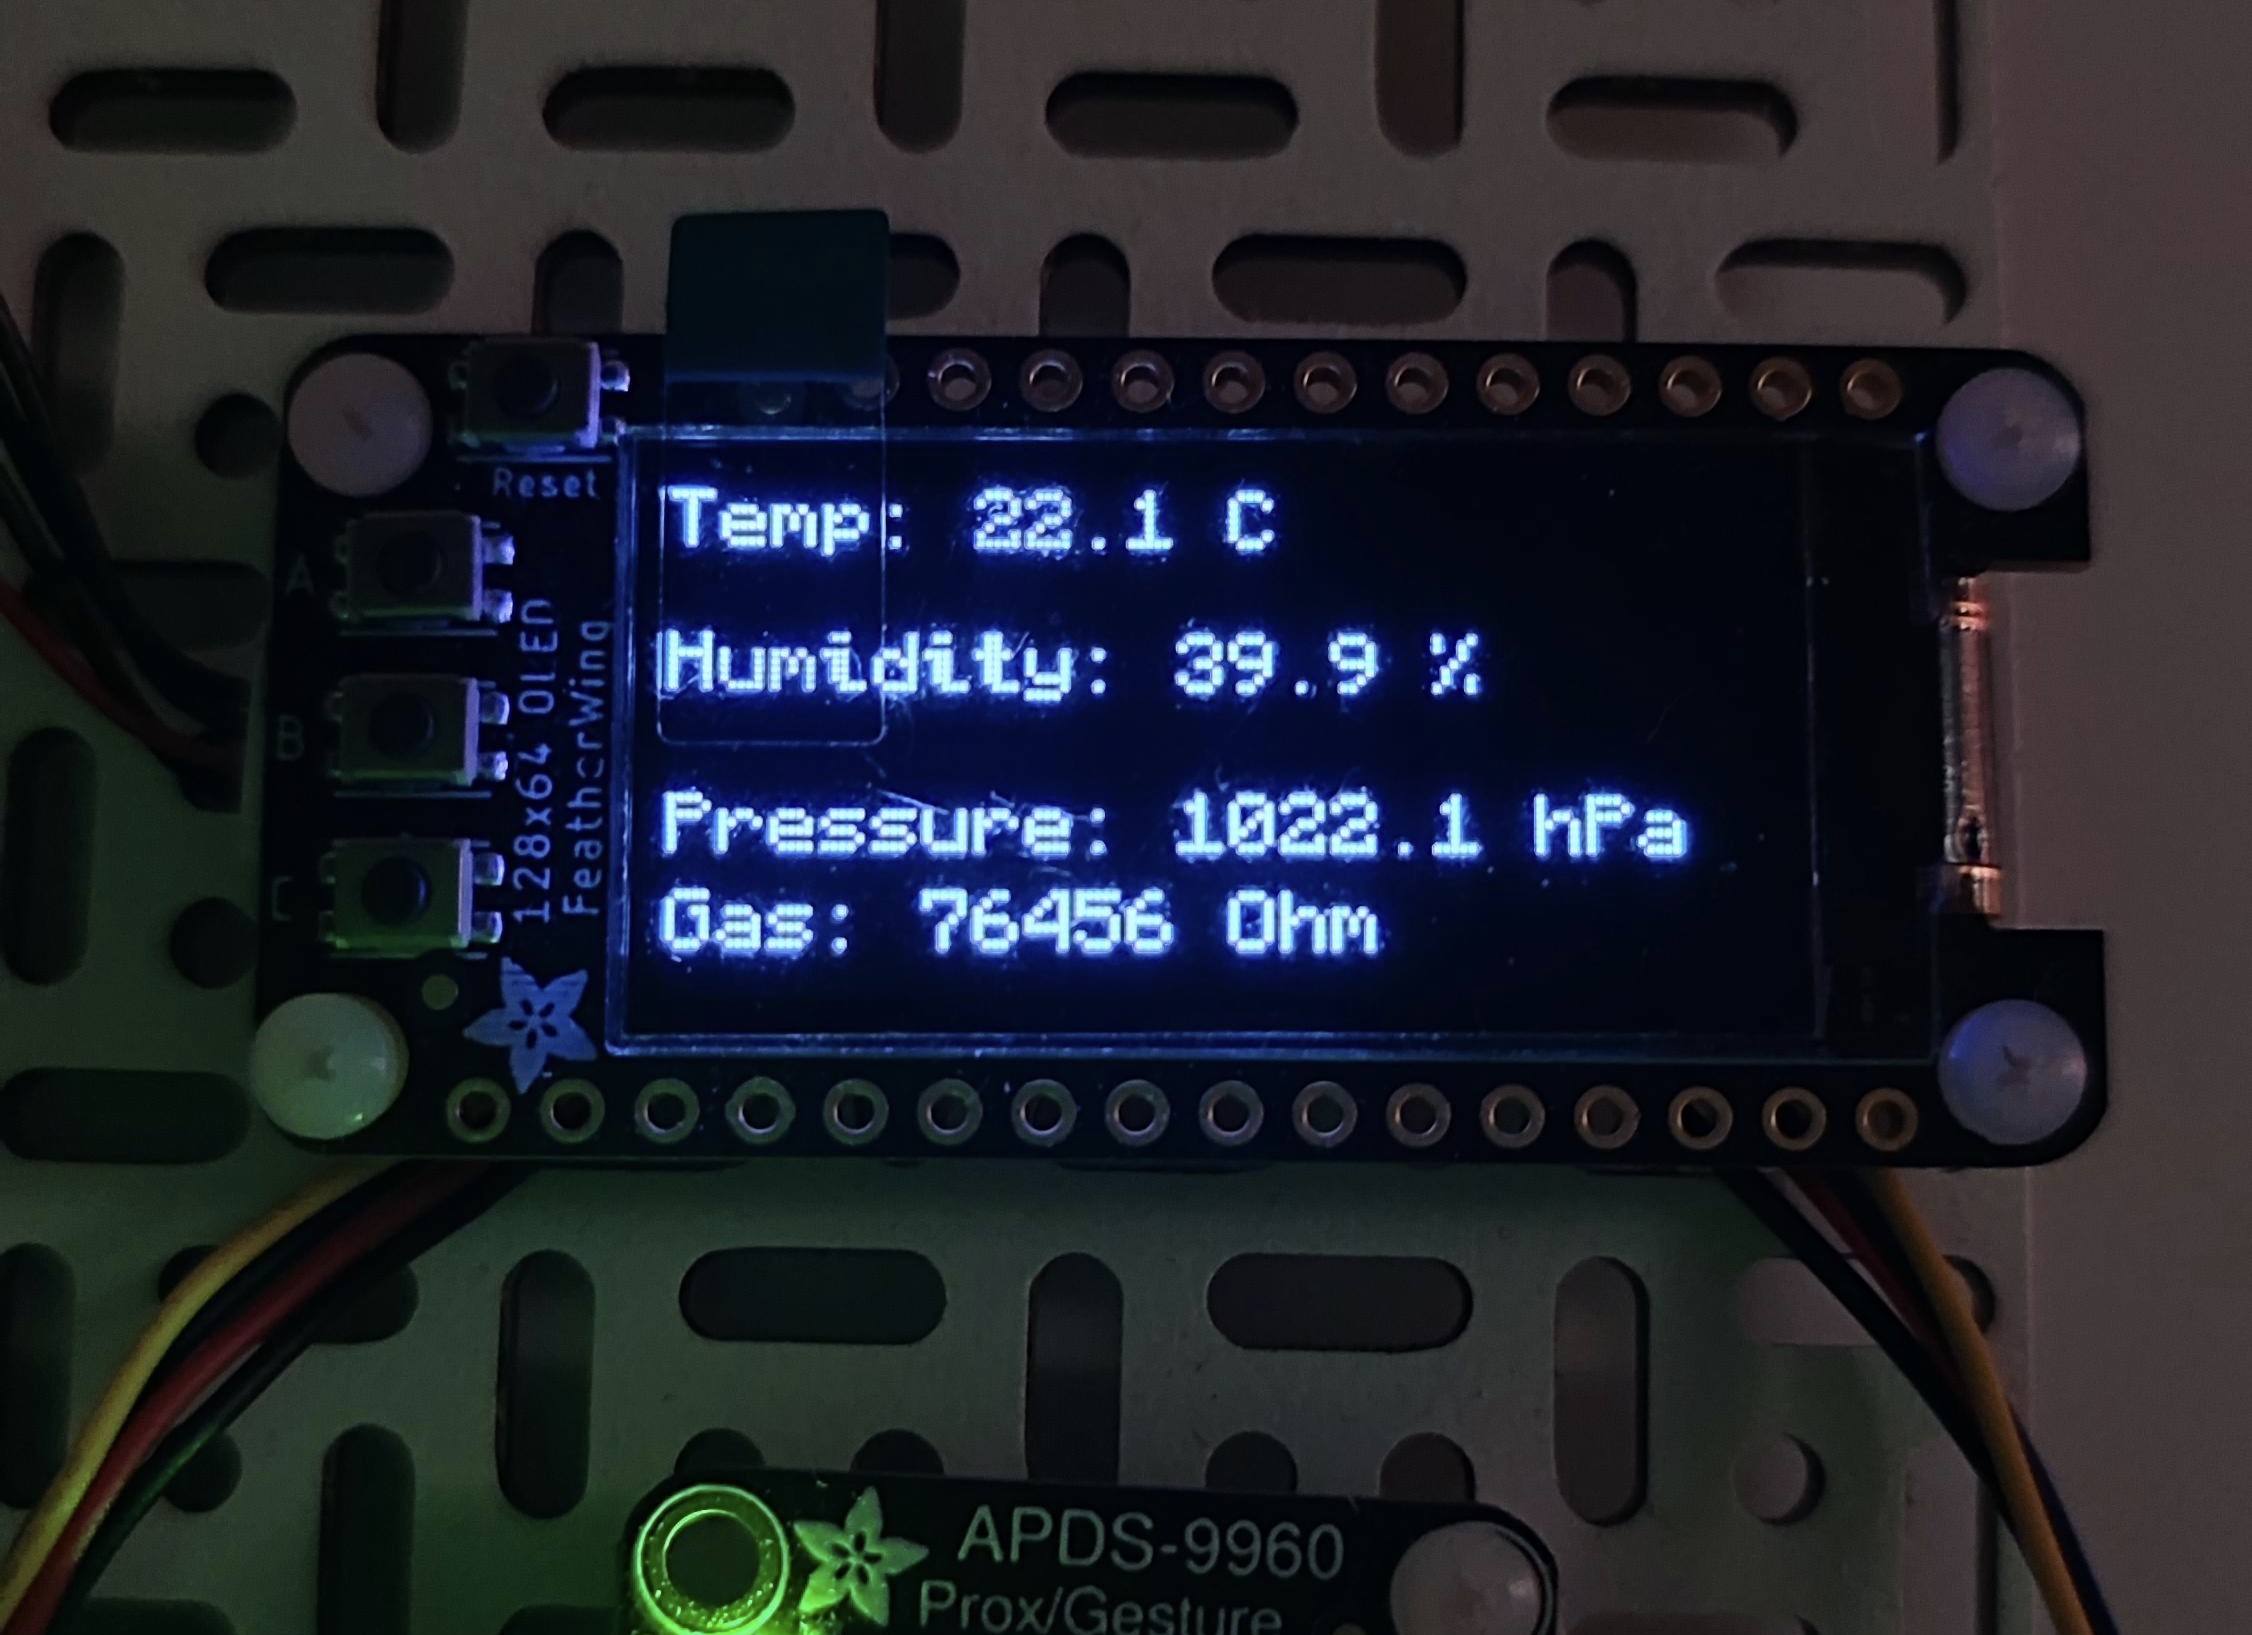 Reset
A
B
C
128x64 OLED
FeatherWing
Temp: 22.1 C
Humidity: 39.9 %
Pressure: 1022.1 hPa
Gas: 76456 Ohm
APDS-9960
Prox/Gesture